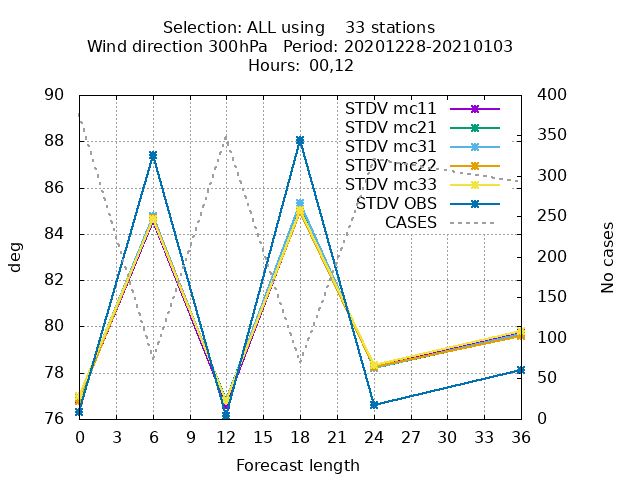 Selection: ALL using    33 stations
Wind direction 300hPa   Period: 20201228-20210103
Hours:  00,12
90
88
86
84
82
80
78
76
400
350
300
250
200
150
100
50
0
STDV mc11
STDV mc21
STDV mc31
STDV mc22
STDV mc33
STDV OBS
CASES
deg
No cases
0 3 6 9 12 15 18 21 24 27 30 33 36
Forecast length